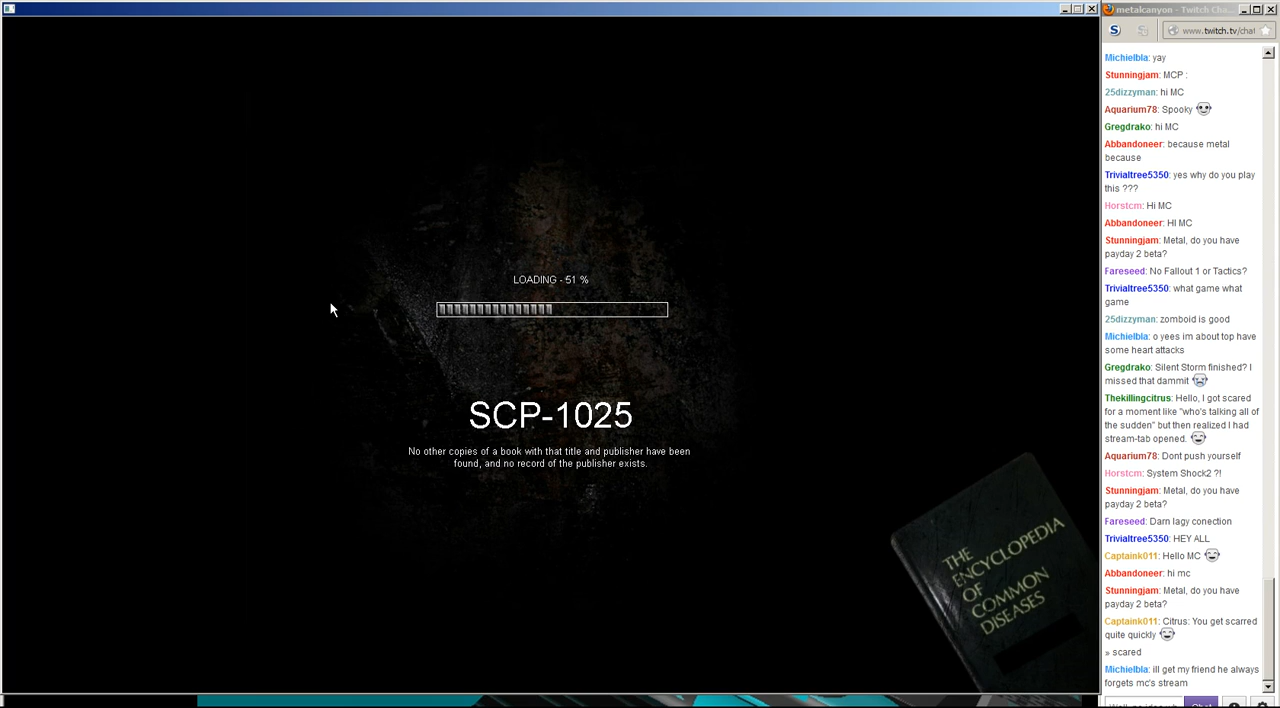 metalcanyon - Twitch Cha...
www.twitch.tv/chat
LOADING - 51 %
SCP-1025
No other copies of a book with that title and publisher have been
found, and no record of the publisher exists.
THE
ENCYCLOPEDIA
OF
COMMON
DISEASES
Michielbla: yay
Stunningjam: MCP :
25dizzyman: hi MC
Aquarium78: Spooky
Gregdrako: hi MC
Abbandoneer: because metal
because
Trivialtree5350: yes why do you play
this ???
Horstcm: Hi MC
Abbandoneer: HI MC
Stunningjam: Metal, do you have
payday 2 beta?
Fareseed: No Fallout 1 or Tactics?
Trivialtree5350: what game what
game
25dizzyman: zomboid is good
Michielbla: o yees im about top have
some heart attacks
Gregdrako: Silent Storm finished? I
missed that dammit
Thekillingcitrus: Hello, I got scared
for a moment like "who's talking all of
the sudden" but then realized I had
stream-tab opened.
Aquarium78: Dont push yourself
Horstcm: System Shock2 ?!
Stunningjam: Metal, do you have
payday 2 beta?
Fareseed: Darn lagy conection
Trivialtree5350: HEY ALL
Captaink011: Hello MC
Abbandoneer: hi mc
Stunningjam: Metal, do you have
payday 2 beta?
Captaink011: Citrus: You get scarred
quite quickly
» scared
Michielbla: ill get my friend he always
forgets mc's stream